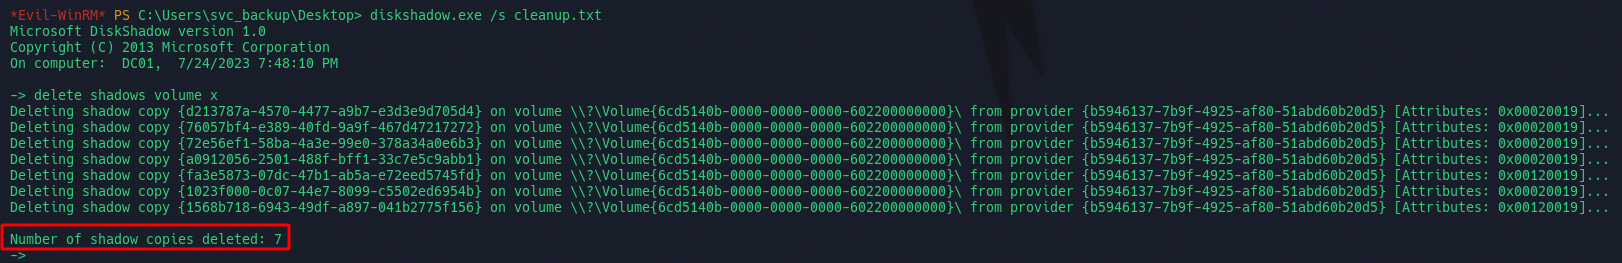 *Evil-WinRM* PS C:\Users\svc_backup\Desktop> diskshadow.exe /s cleanup.txt
Microsoft DiskShadow version 1.0
Copyright (C) 2013 Microsoft Corporation
On computer:  DC01,  7/24/2023 7:48:10 PM
-> delete shadows volume x
Deleting shadow copy {d213787a-4570-4477-a9b7-e3d3e9d705d4} on volume \\?\Volume{6cd5140b-0000-0000-0000-602200000000}\ from provider {b5946137-7b9f-4925-af80-51abd60b20d5} [Attributes: 0x00020019]...
Deleting shadow copy {76057bf4-e389-40fd-9a9f-467d47217272} on volume \\?\Volume{6cd5140b-0000-0000-0000-602200000000}\ from provider {b5946137-7b9f-4925-af80-51abd60b20d5} [Attributes: 0x00020019]...
Deleting shadow copy {72e56ef1-58ba-4a3e-99e0-378a34a0e6b3} on volume \\?\Volume{6cd5140b-0000-0000-0000-602200000000}\ from provider {b5946137-7b9f-4925-af80-51abd60b20d5} [Attributes: 0x00020019]...
Deleting shadow copy {a0912056-2501-488f-bff1-33c7e5c9abb1} on volume \\?\Volume{6cd5140b-0000-0000-0000-602200000000}\ from provider {b5946137-7b9f-4925-af80-51abd60b20d5} [Attributes: 0x00020019]...
Deleting shadow copy {fa3e5873-07dc-47b1-ab5a-e72eed5745fd} on volume \\?\Volume{6cd5140b-0000-0000-0000-602200000000}\ from provider {b5946137-7b9f-4925-af80-51abd60b20d5} [Attributes: 0x00120019]...
Deleting shadow copy {1023f000-0c07-44e7-8099-c5502ed6954b} on volume \\?\Volume{6cd5140b-0000-0000-0000-602200000000}\ from provider {b5946137-7b9f-4925-af80-51abd60b20d5} [Attributes: 0x00020019]...
Deleting shadow copy {1568b718-6943-49df-a897-041b2775f156} on volume \\?\Volume{6cd5140b-0000-0000-0000-602200000000}\ from provider {b5946137-7b9f-4925-af80-51abd60b20d5} [Attributes: 0x00120019]...
Number of shadow copies deleted: 7
->